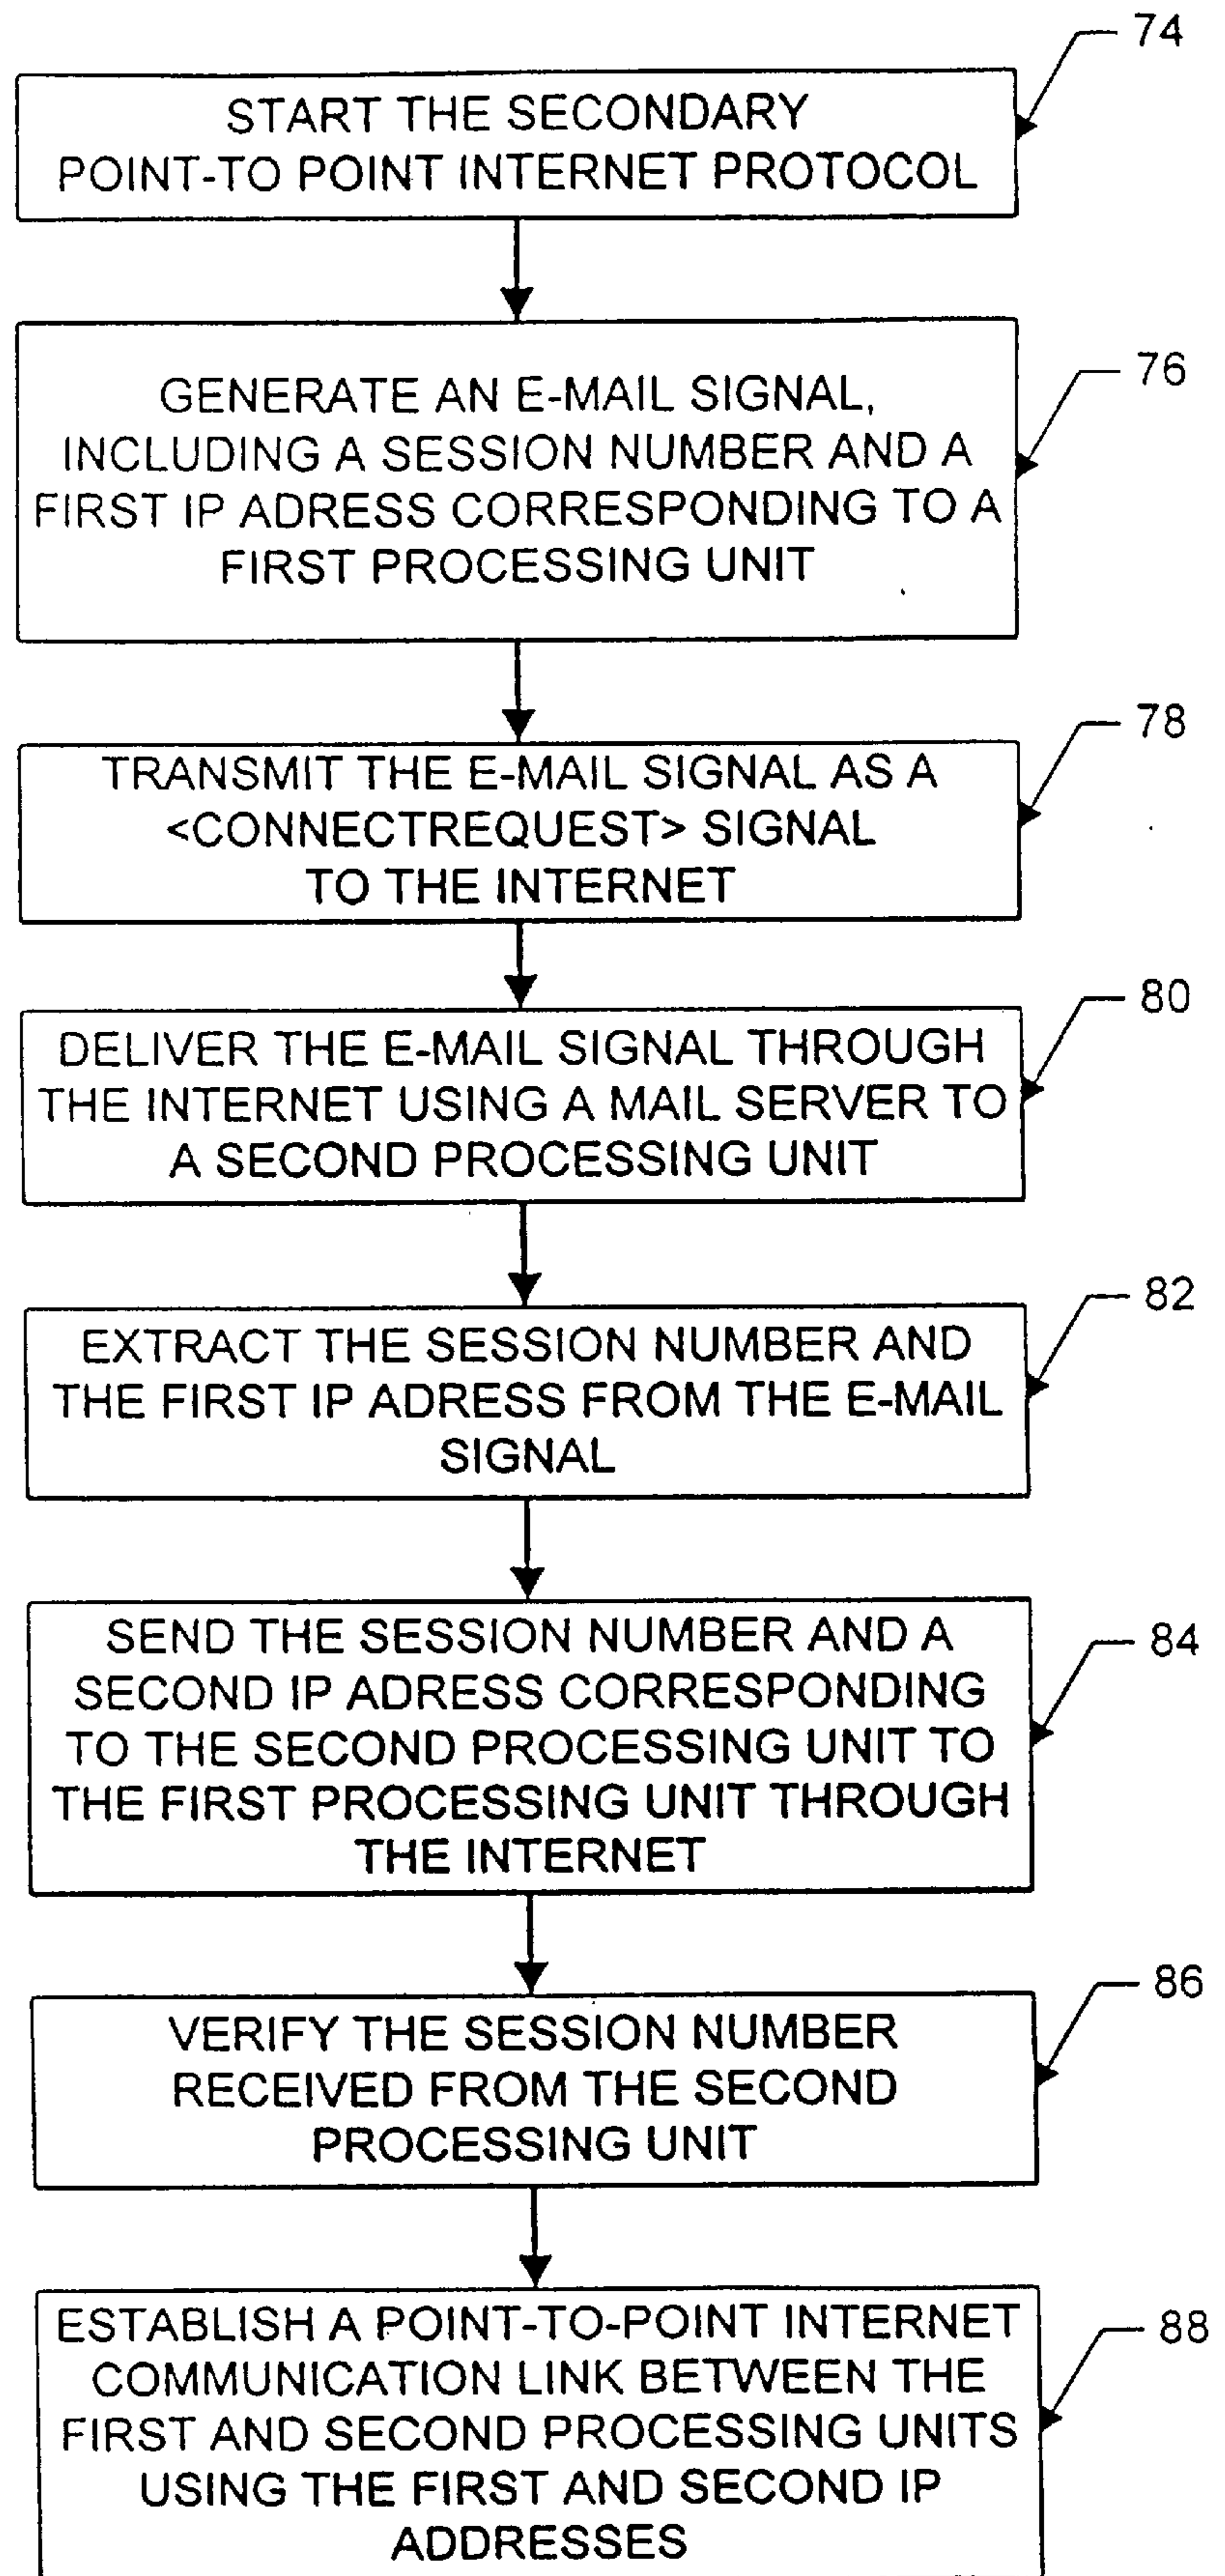 74
START THE SECONDARY
POINT-TO POINT INTERNET PROTOCOL
76
GENERATE AN E-MAIL SIGNAL,
INCLUDING A SESSION NUMBER AND A
FIRST IP ADRESS CORRESPONDING TO A
FIRST PROCESSING UNIT
78
TRANSMIT THE E-MAIL SIGNAL AS A
<CONNECTREQUEST> SIGNAL
TO THE INTERNET
80
DELIVER THE E-MAIL SIGNAL THROUGH
THE INTERNET USING A MAIL SERVER TO
A SECOND PROCESSING UNIT
82
EXTRACT THE SESSION NUMBER AND
THE FIRST IP ADRESS FROM THE E-MAIL
SIGNAL
84
SEND THE SESSION NUMBER AND A
SECOND IP ADRESS CORRESPONDING
TO THE SECOND PROCESSING UNIT TO
THE FIRST PROCESSING UNIT THROUGH
THE INTERNET
86
VERIFY THE SESSION NUMBER
RECEIVED FROM THE SECOND
PROCESSING UNIT
88
ESTABLISH A POINT-TO-POINT INTERNET
COMMUNICATION LINK BETWEEN THE
FIRST AND SECOND PROCESSING UNITS
USING THE FIRST AND SECOND IP
ADDRESSES